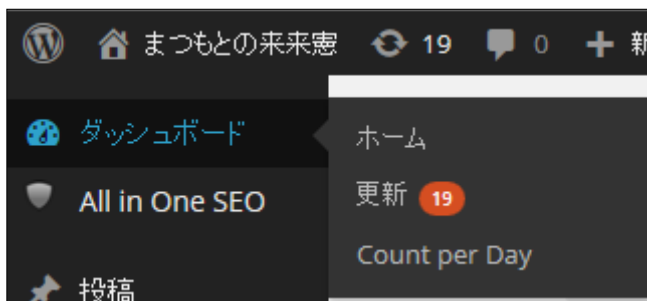 まつもとの来来憲 19 0 新
ダッシュボード
ホーム
更新 19
All in One SEO
Count per Day
投稿